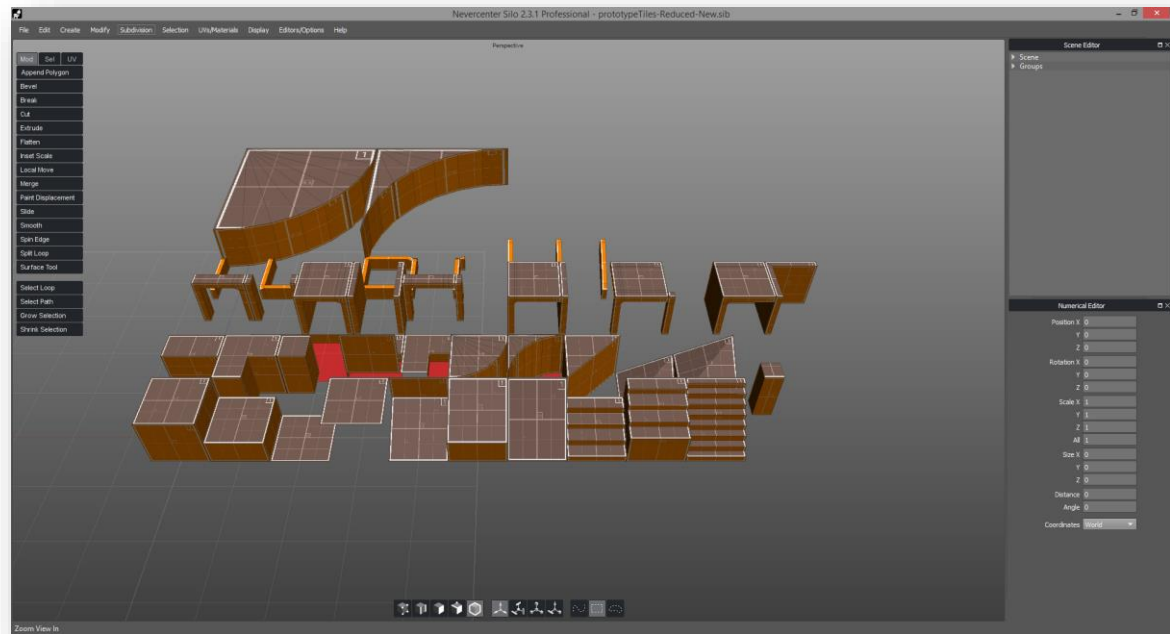 Nevercenter Silo 2.3.1 Professional - prototypeTiles-Reduced-New.sib
File Edit Create Modify Subdivision Selection UVs/Materials Display Editors/Options Help
Perspective
Mod Sel UV
Append Polygon
Bevel
Break
Cut
Extrude
Flatten
Inset Scale
Local Move
Merge
Paint Displacement
Slide
Smooth
Spin Edge
Split Loop
Surface Tool
Select Loop
Select Path
Grow Selection
Shrink Selection
Scene Editor
Scene
Groups
Numerical Editor
Position X 0
Y 0
Z 0
Rotation X 0
Y 0
Z 0
Scale X 1
Y 1
Z 1
All 1
Size X 0
Y 0
Z 0
Distance 0
Angle 0
Coordinates World
Zoom View In